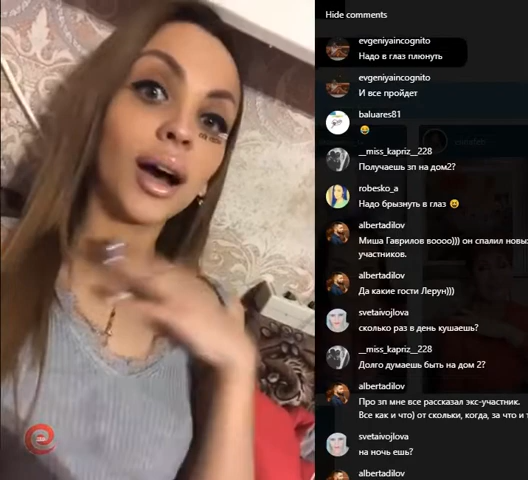 Hide comments
evgeniyaincognito
Надо в глаз плюнуть
evgeniyaincognito
И все пройдет
baluares81
__miss_kapriz__228
Получаешь зп на дом2?
robesko_a
Надо брызнуть в глаз
albertadilov
Миша Гаврилов воооо))) он спалил новых
участников.
albertadilov
Да какие гости Лерун)))
svetaivojlova
сколько раз в день кушаешь?
__miss_kapriz__228
Долго думаешь быть на дом 2?
albertadilov
Про зп мне все рассказал экс-участник.
Все как и что) от скольки, когда, за что и
svetaivojlova
на ночь ешь?
albertadilov